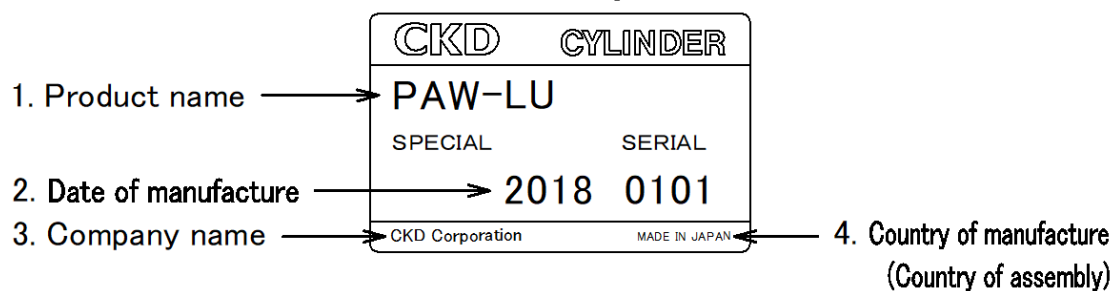 CKD CYLINDER
1. Product name PAW-LU
SPECIAL SERIAL
2. Date of manufacture 2018 0101
3. Company name CKD Corporation MADE IN JAPAN 4. Country of manufacture
(Country of assembly)